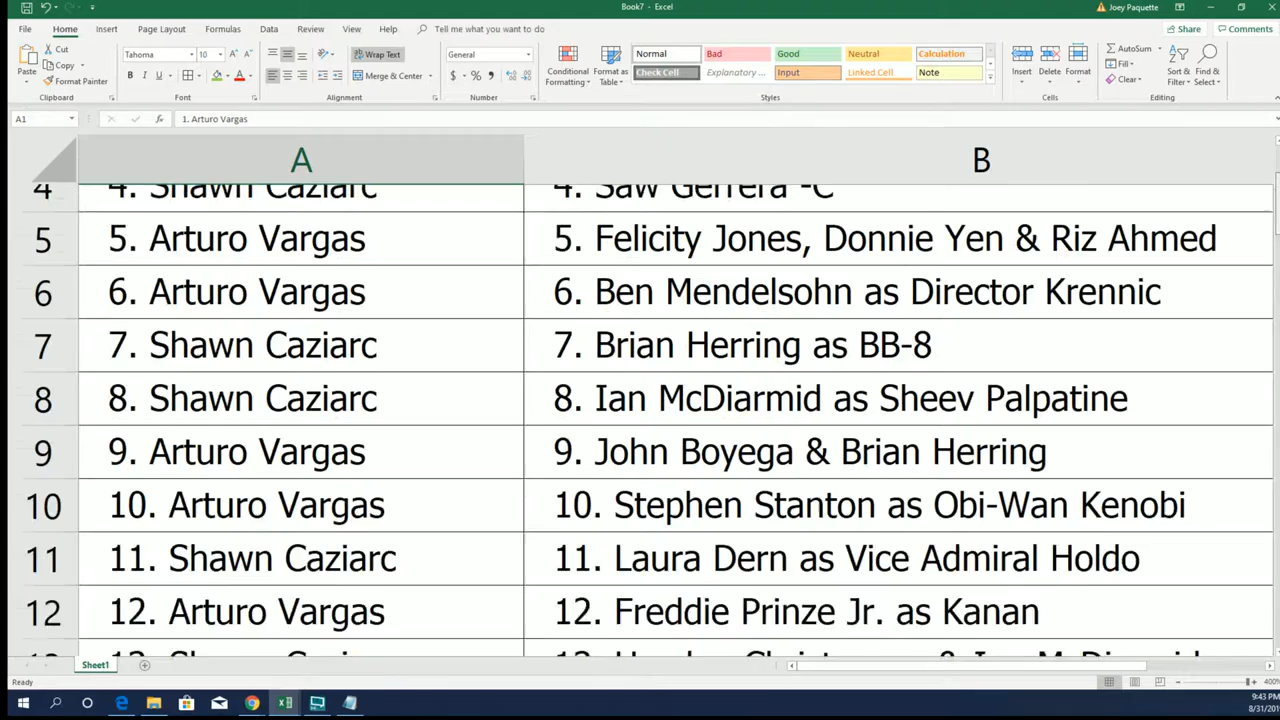 Book7 - Excel
Joey Paquette
File Home Insert Page Layout Formulas Data Review View Help Tell me what you want to do
Share Comments
Paste
Cut
Copy
Format Painter
Clipboard
Tahoma 10
B I U
Font
Wrap Text
Merge & Center
Alignment
General
$ % ,
Number
Conditional Formatting
Format as Table
Normal Bad Good Neutral Calculation
Check Cell Explanatory ... Input Linked Cell Note
Styles
Insert Delete Format
Cells
AutoSum
Fill
Clear
Sort & Filter
Find & Select
Editing
A1 fx 1. Arturo Vargas
A B
4 4. Shawn Caziarc 4. Saw Gerrera -C
5 5. Arturo Vargas 5. Felicity Jones, Donnie Yen & Riz Ahmed
6 6. Arturo Vargas 6. Ben Mendelsohn as Director Krennic
7 7. Shawn Caziarc 7. Brian Herring as BB-8
8 8. Shawn Caziarc 8. Ian McDiarmid as Sheev Palpatine
9 9. Arturo Vargas 9. John Boyega & Brian Herring
10 10. Arturo Vargas 10. Stephen Stanton as Obi-Wan Kenobi
11 11. Shawn Caziarc 11. Laura Dern as Vice Admiral Holdo
12 12. Arturo Vargas 12. Freddie Prinze Jr. as Kanan
Sheet1
Ready
400%
9:43 PM
8/31/201